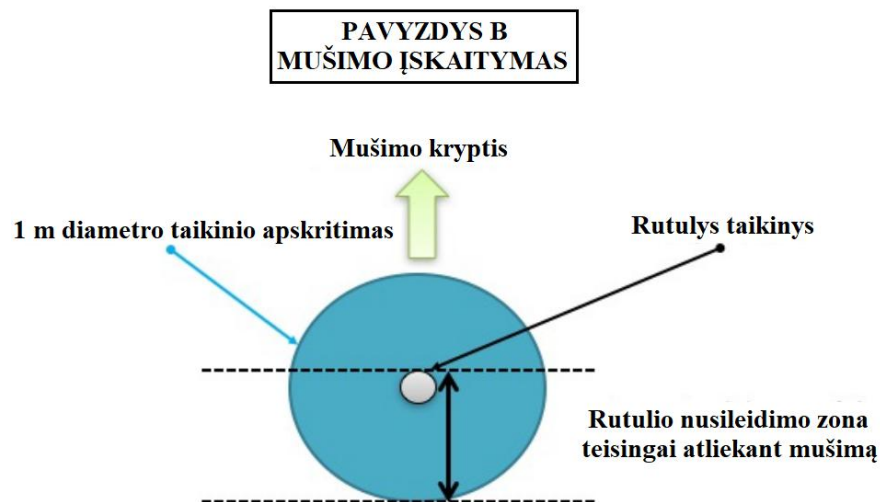 PAVYZDYS B
MUŠIMO ĮSKAITYMAS
Mušimo kryptis
1 m diametro taikinio apskritimas
Rutulys taikinys
Rutulio nusileidimo zona
teisingai atliekant mušimą